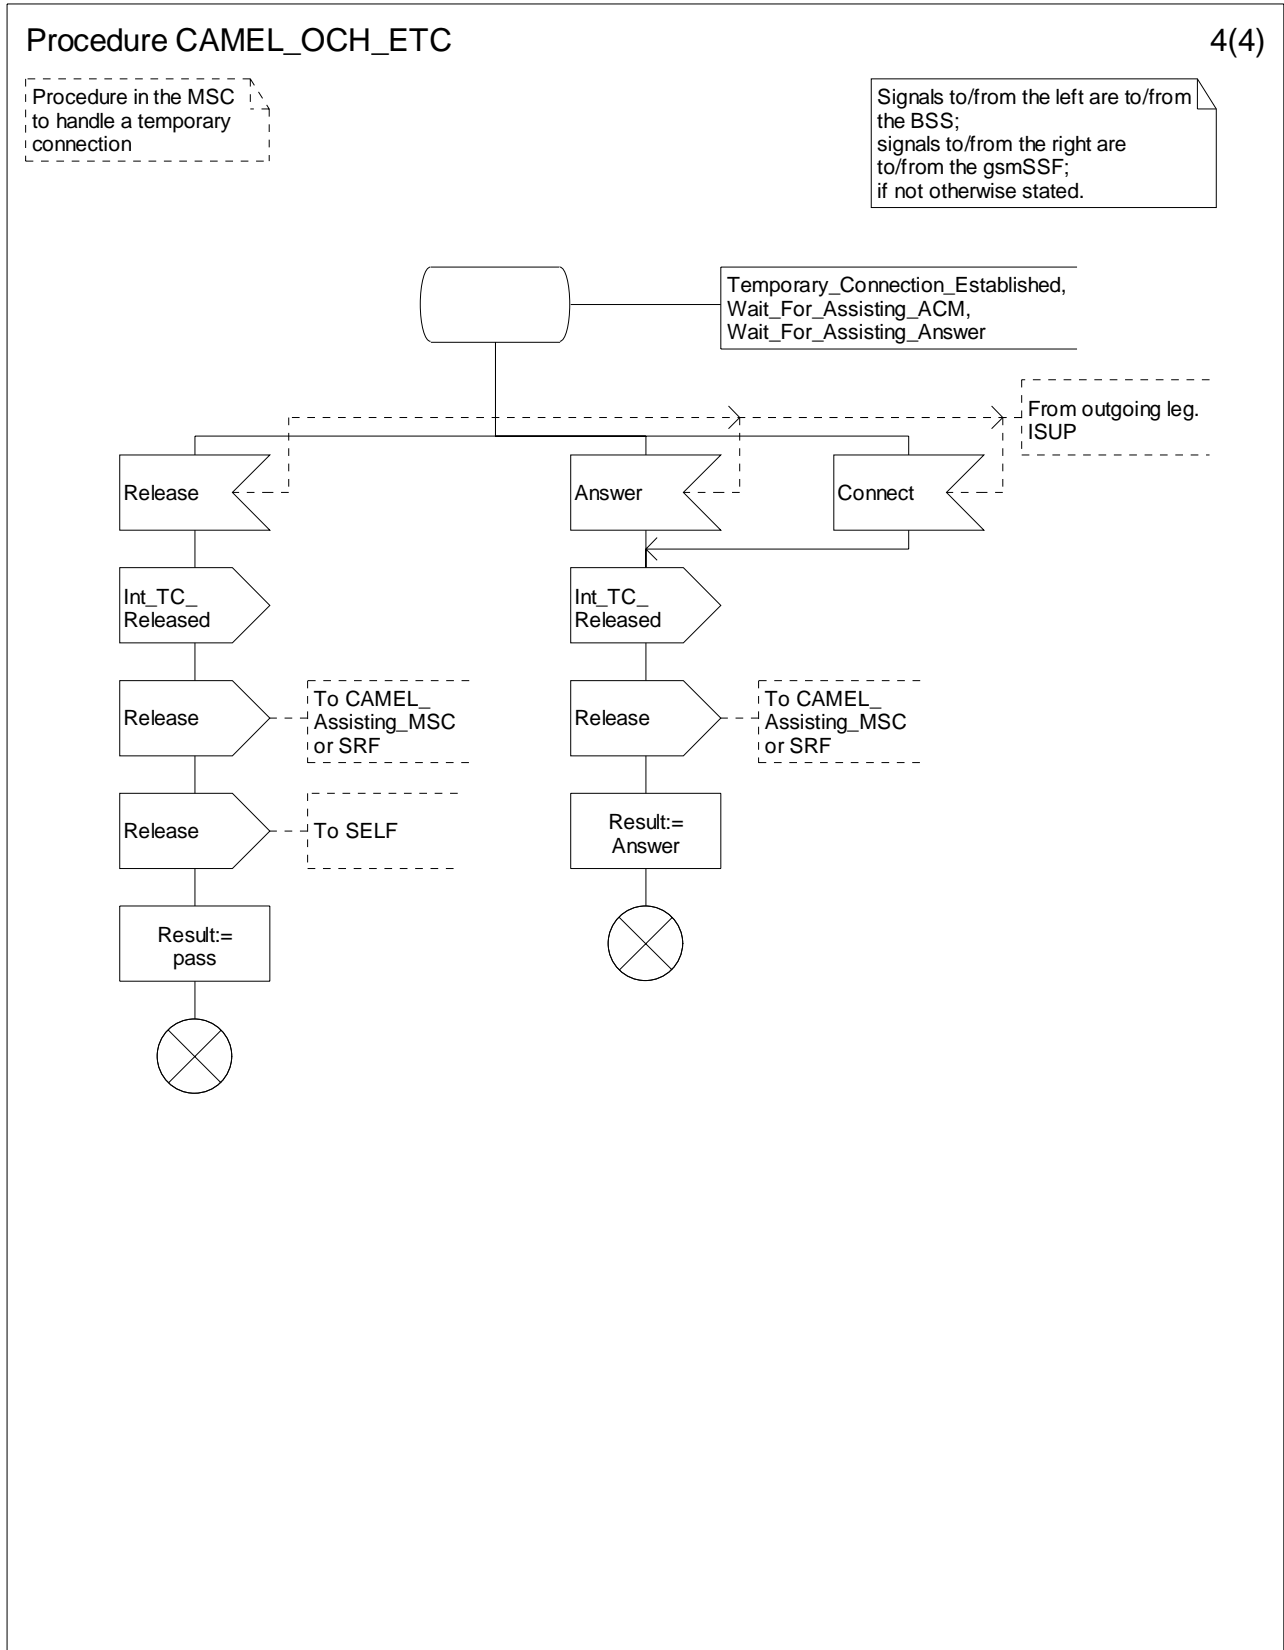 Procedure CAMEL_OCH_ETC
4(4)
Procedure in the MSC
to handle a temporary
connection
Signals to/from the left are to/from
the BSS;
signals to/from the right are
to/from the gsmSSF;
if not otherwise stated.
Temporary_Connection_Established,
Wait_For_Assisting_ACM,
Wait_For_Assisting_Answer
From outgoing leg.
ISUP
Release
Answer
Connect
Int_TC_
Released
Int_TC_
Released
Release
To CAMEL_
Assisting_MSC
or SRF
Release
To CAMEL_
Assisting_MSC
or SRF
Release
To SELF
Result:=
Answer
Result:=
pass